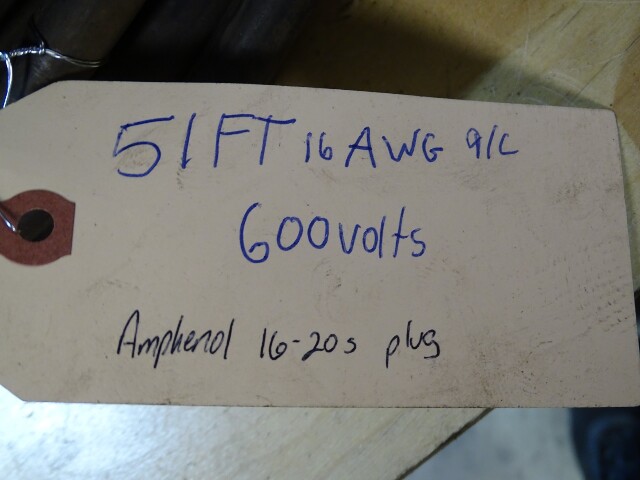 51FT 16 AWG 9/C
600volts
Amphenol 16-20s plug